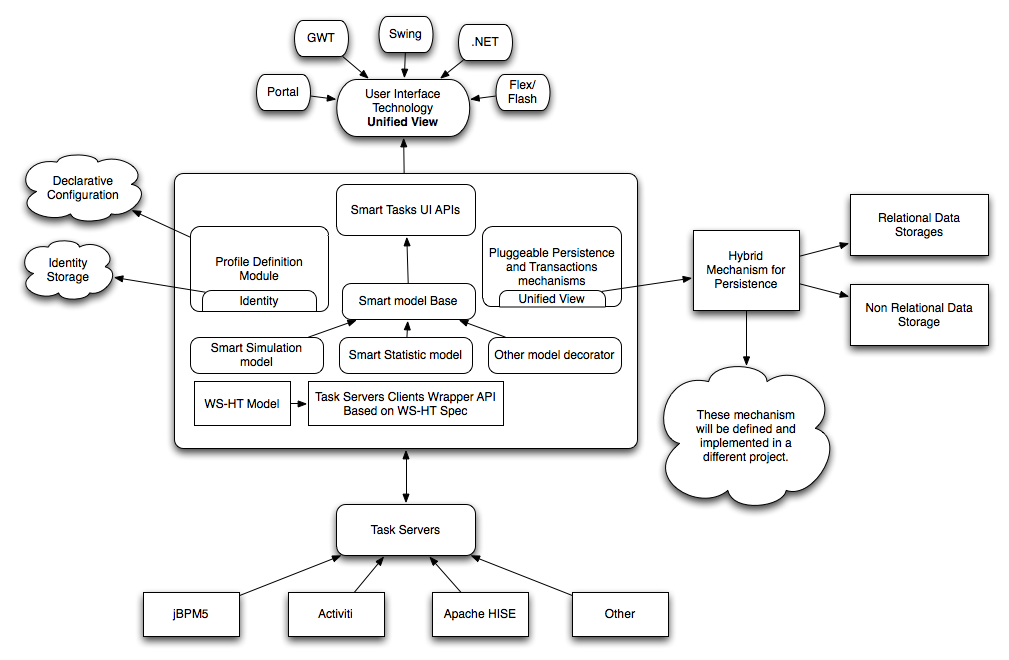 GWT
Swing
.NET
Portal
User Interface
Technology
Unified View
Flex/
Flash
Declarative
Configuration
Identity
Storage
Smart Tasks UI APIs
Profile Definition
Module
Identity
Pluggeable Persistence
and Transactions
mechanisms
Unified View
Smart model Base
Smart Simulation
model
Smart Statistic model
Other model decorator
WS-HT Model
Task Servers Clients Wrapper API
Based on WS-HT Spec
Hybrid
Mechanism for
Persistence
Relational Data
Storages
Non Relational Data
Storage
These mechanism
will be defined and
implemented in a
different project.
Task Servers
jBPM5
Activiti
Apache HISE
Other